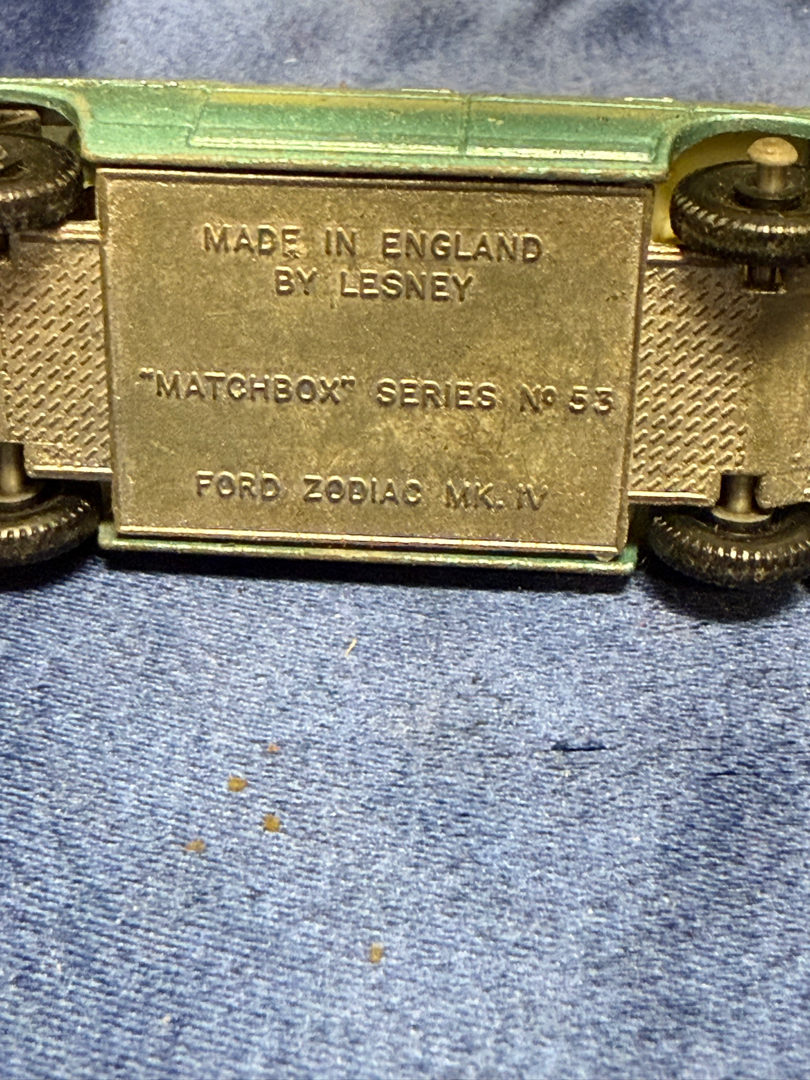 MADE IN ENGLAND
BY LESNEY
"MATCHBOX" SERIES Nº 53
FORD ZODIAC MK. IV